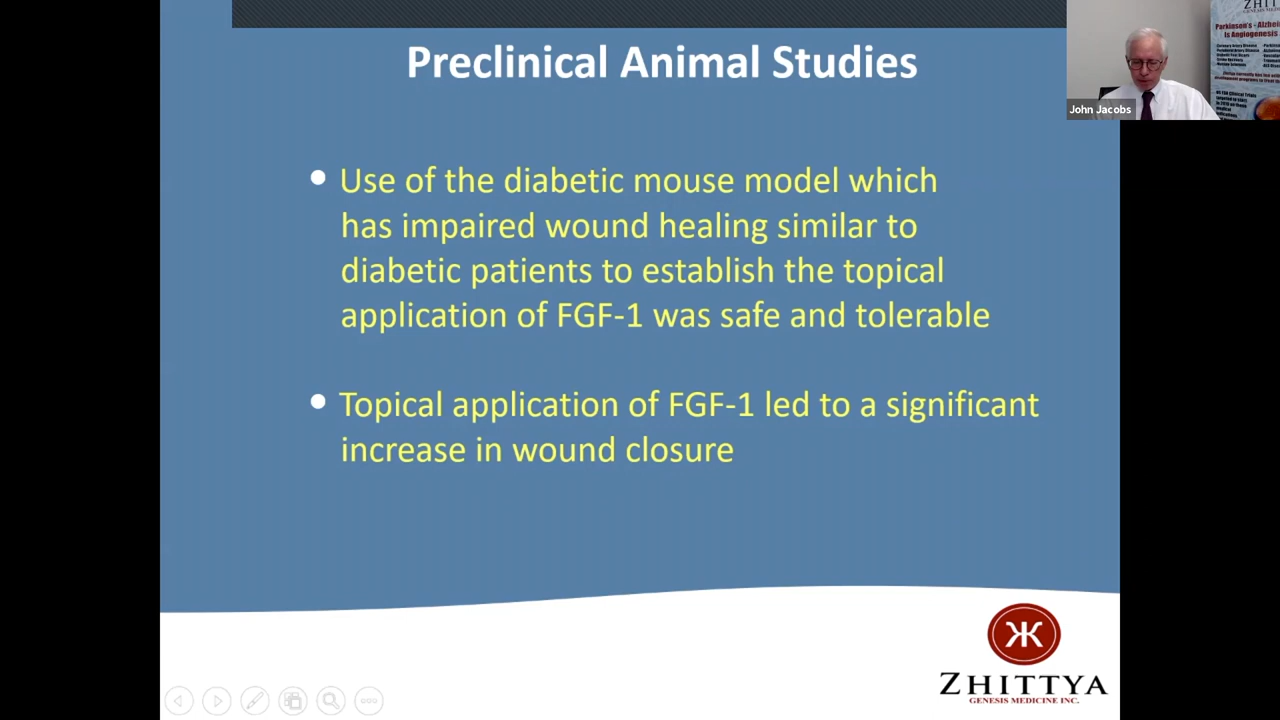 Preclinical Animal Studies
• Use of the diabetic mouse model which
has impaired wound healing similar to
diabetic patients to establish the topical
application of FGF-1 was safe and tolerable
• Topical application of FGF-1 led to a significant
increase in wound closure
John Jacobs
ZHITTYA
GENESIS MEDICINE INC.